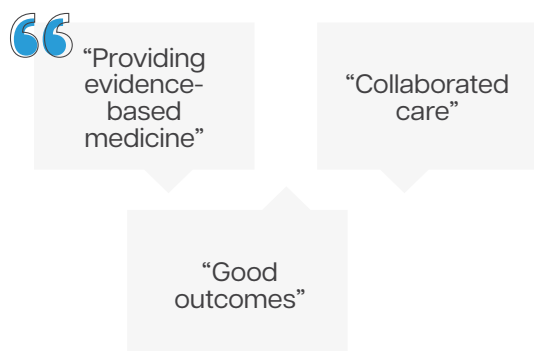 “Providing
evidence-
based
medicine”
“Collaborated
care”
“Good
outcomes”